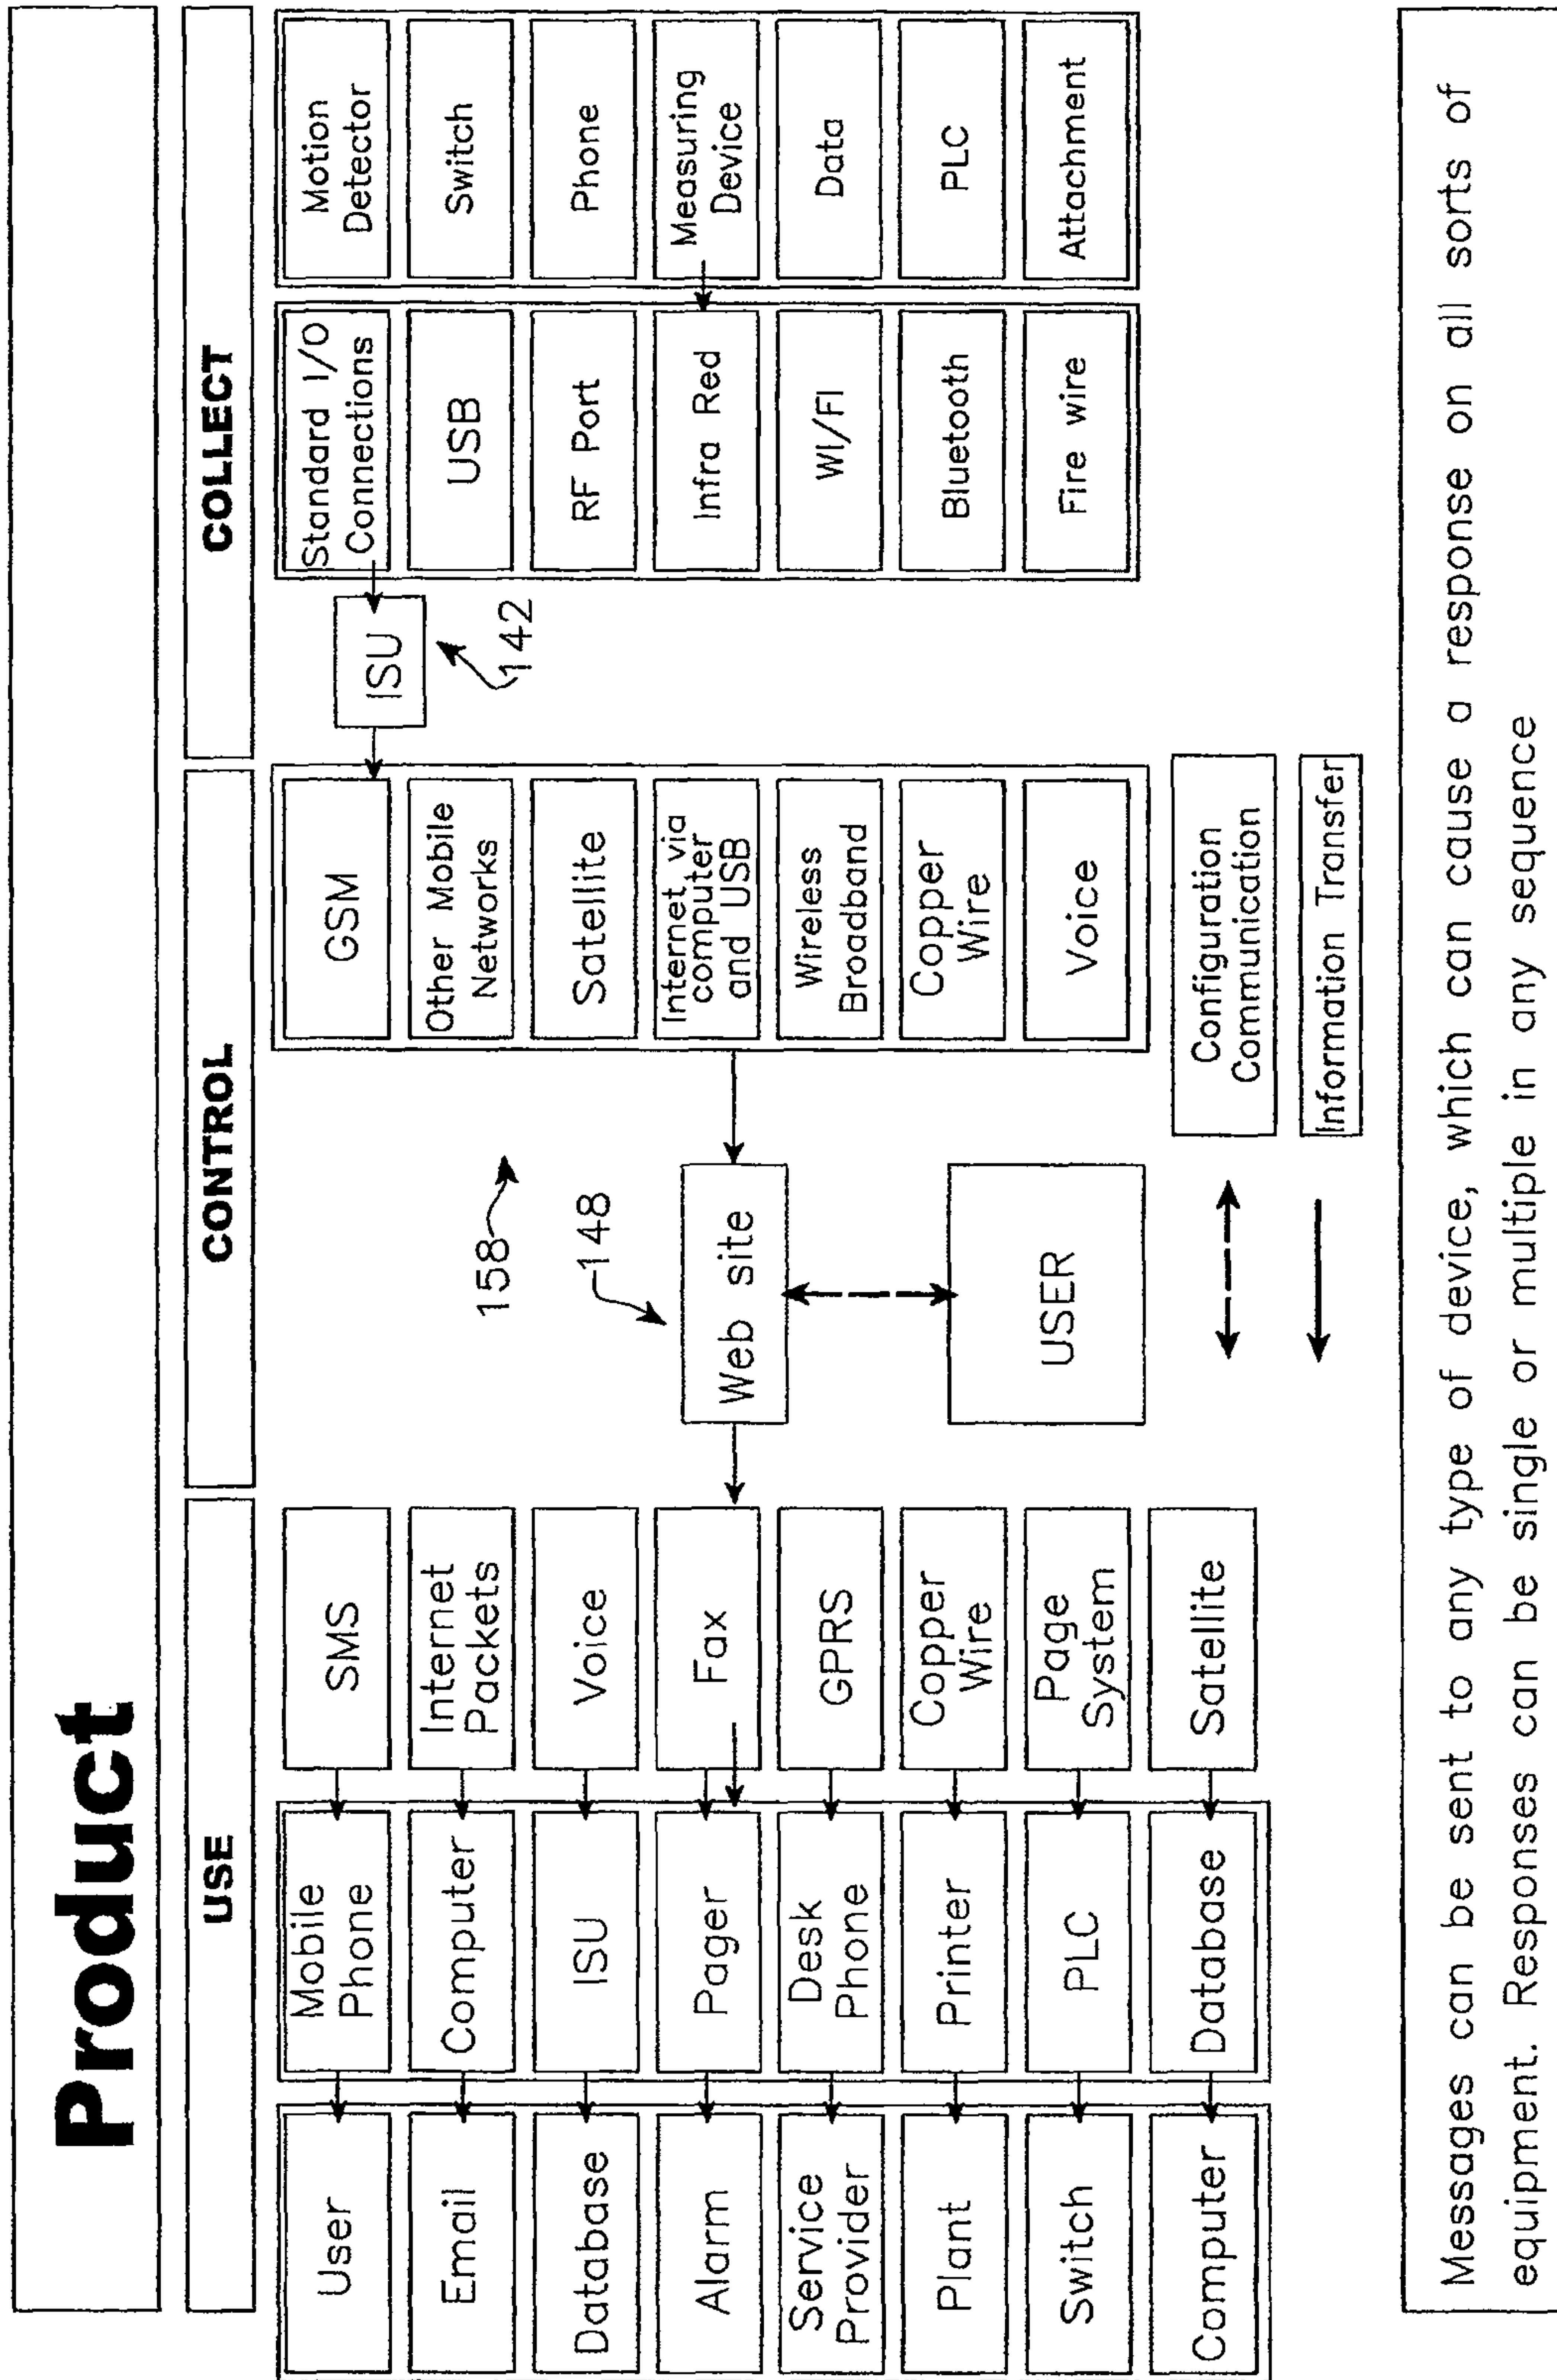 Product
USE
CONTROL
COLLECT
User
Email
Database
Alarm
Service
Provider
Plant
Switch
Computer
Mobile
Phone
Computer
ISU
Pager
Desk
Phone
Printer
PLC
Database
SMS
Internet
Packets
Voice
Fax
GPRS
Copper
Wire
Page
System
Satellite
158
148
Web site
USER
GSM
Other Mobile
Networks
Satellite
Internet via
computer
and USB
Wireless
Broadband
Copper
Wire
Voice
Configuration
Communication
Information Transfer
ISU
142
Standard I/O
Connections
USB
RF Port
Infra Red
WI/FI
Bluetooth
Fire wire
Motion
Detector
Switch
Phone
Measuring
Device
Data
PLC
Attachment
Messages can be sent to any type of device, which can cause a response on all sorts of
equipment. Responses can be single or multiple in any sequence